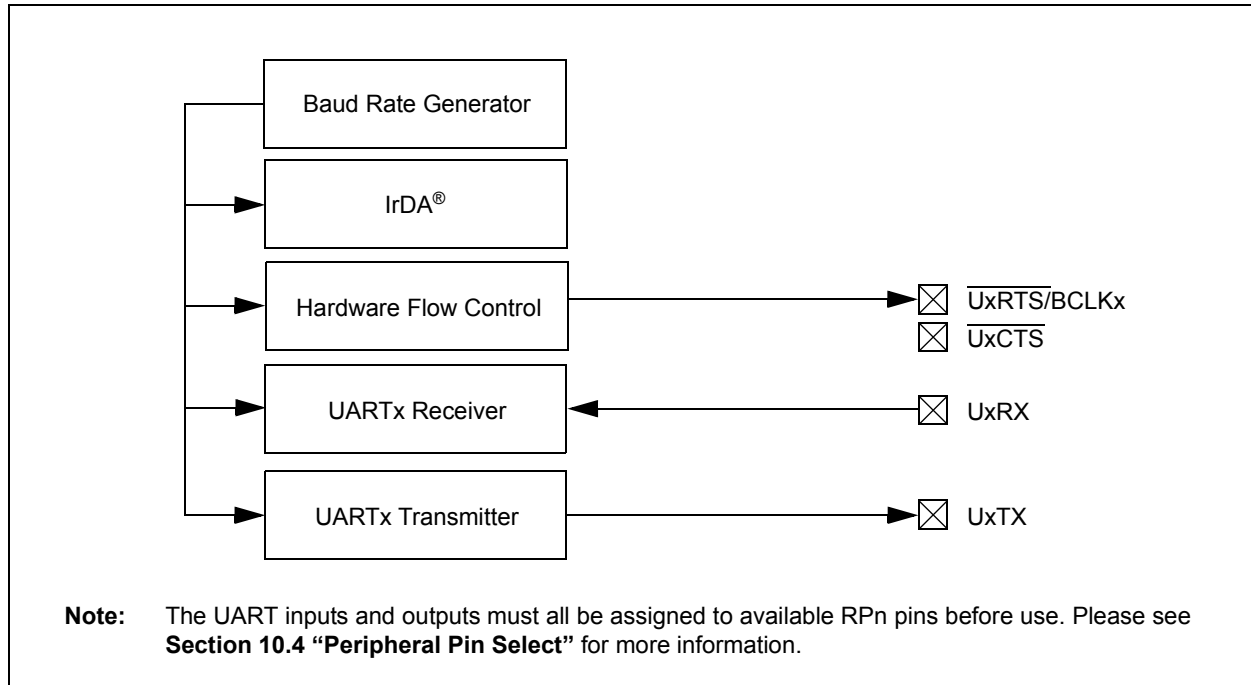 Baud Rate Generator
IrDA®
Hardware Flow Control
UxRTS/BCLKx
UxCTS
UARTx Receiver
UxRX
UARTx Transmitter
UxTX
Note: The UART inputs and outputs must all be assigned to available RPn pins before use. Please see
Section 10.4 “Peripheral Pin Select” for more information.